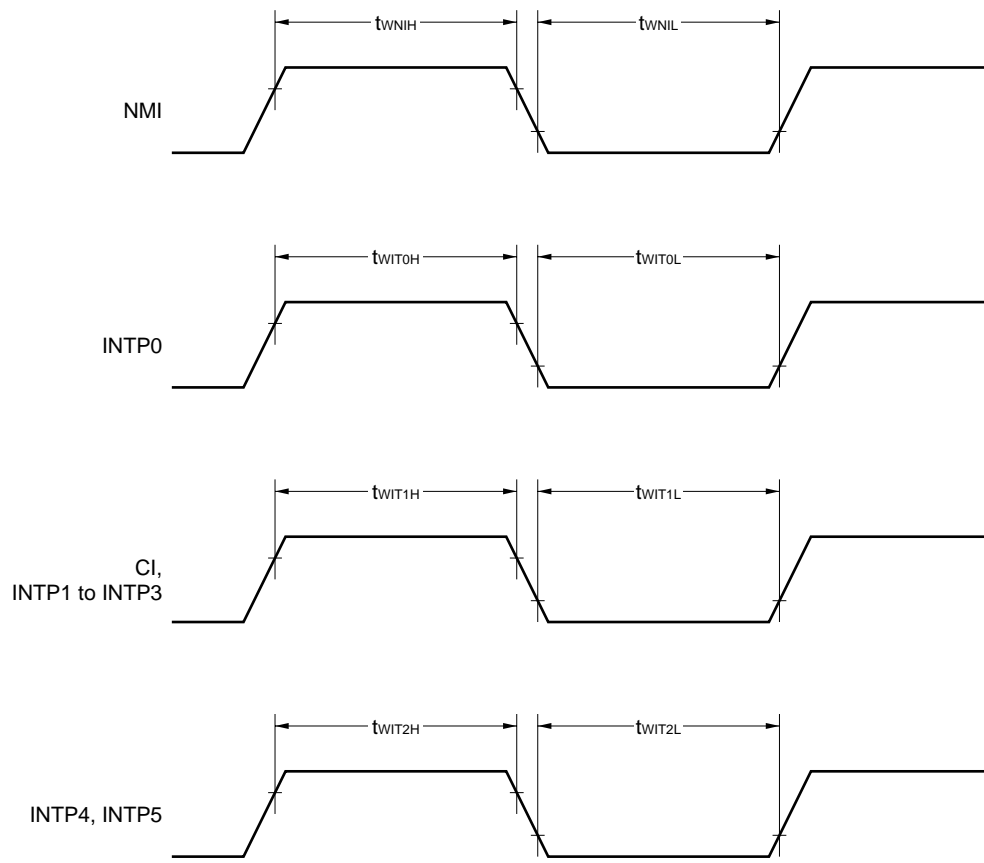 tWNIH
tWNIL
NMI
tWIT0H
tWIT0L
INTP0
tWIT1H
tWIT1L
CI,
INTP1 to INTP3
tWIT2H
tWIT2L
INTP4, INTP5